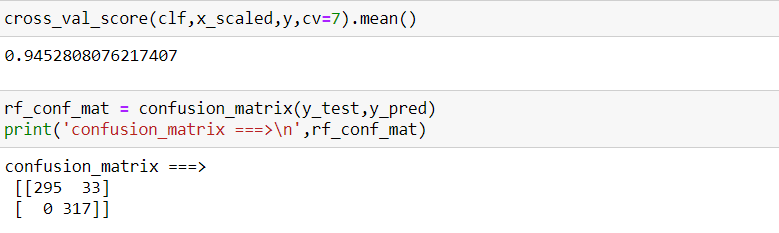 cross_val_score(clf,x_scaled,y,cv=7).mean()
0.9452808076217407
rf_conf_mat = confusion_matrix(y_test,y_pred)
print('confusion_matrix ===>\n',rf_conf_mat)
confusion_matrix ===>
 [[295  33]
 [  0 317]]